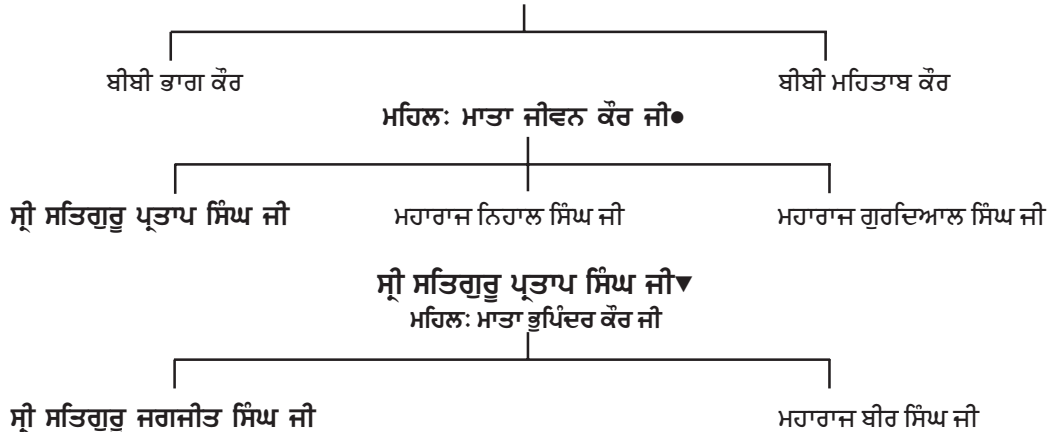 ਬੀਬੀ ਭਾਗ ਕੌਰ ਬੀਬੀ ਮਹਿਤਾਬ ਕੌਰ
ਮਹਿਲ: ਮਾਤਾ ਜੀਵਨ ਕੌਰ ਜੀ●
ਸ੍ਰੀ ਸਤਿਗੁਰੂ ਪ੍ਰਤਾਪ ਸਿੰਘ ਜੀ ਮਹਾਰਾਜ ਨਿਹਾਲ ਸਿੰਘ ਜੀ ਮਹਾਰਾਜ ਗੁਰਦਿਆਲ ਸਿੰਘ ਜੀ
ਸ੍ਰੀ ਸਤਿਗੁਰੂ ਪ੍ਰਤਾਪ ਸਿੰਘ ਜੀ▼
ਮਹਿਲ: ਮਾਤਾ ਭੁਪਿੰਦਰ ਕੌਰ ਜੀ
ਸ੍ਰੀ ਸਤਿਗੁਰੂ ਜਗਜੀਤ ਸਿੰਘ ਜੀ ਮਹਾਰਾਜ ਬੀਰ ਸਿੰਘ ਜੀ